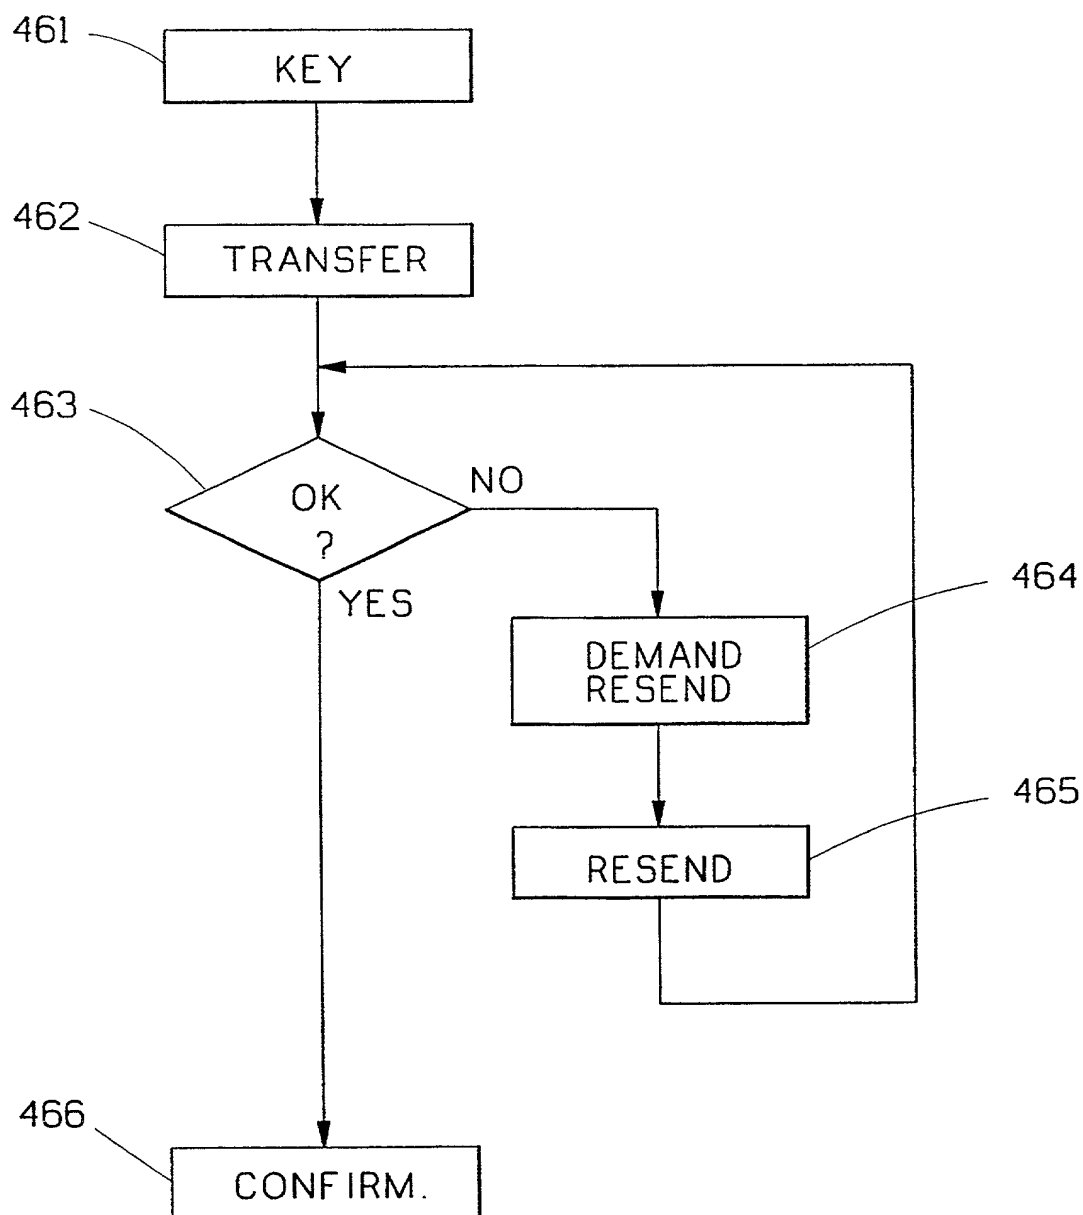 461
KEY
462
TRANSFER
463
OK
?
NO
YES
464
DEMAND
RESEND
465
RESEND
466
CONFIRM.